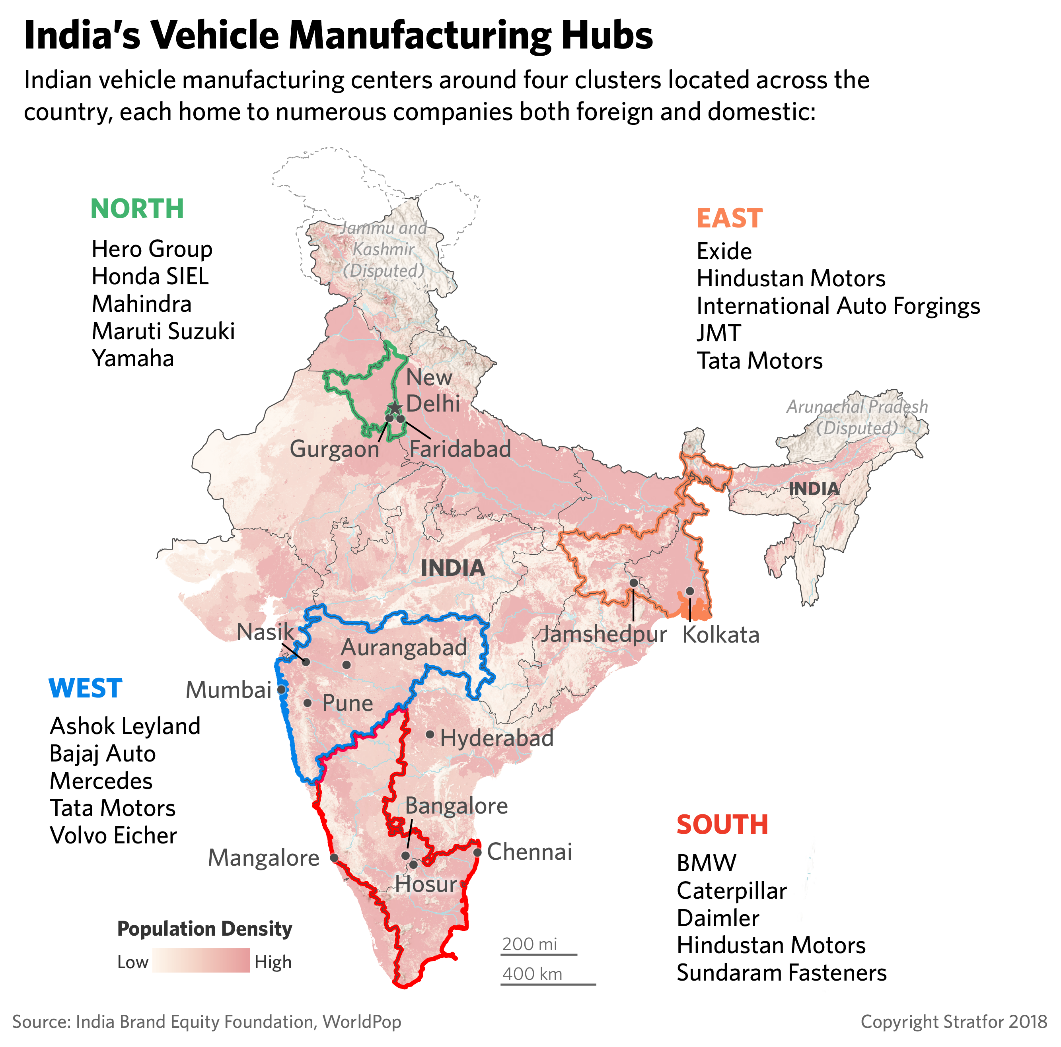 India's Vehicle Manufacturing Hubs
Indian vehicle manufacturing centers around four clusters located across the
country, each home to numerous companies both foreign and domestic:
NORTH
Hero Group
Honda SIEL
Mahindra
Maruti Suzuki
Yamaha
EAST
Exide
Hindustan Motors
International Auto Forgings
JMT
Tata Motors
Jammu and
Kashmir
(Disputed)
New
Delhi
Gurgaon
Faridabad
Arunachal Pradesh
(Disputed)
INDIA
INDIA
Jamshedpur
Kolkata
Nasik
Aurangabad
Mumbai
Pune
Hyderabad
WEST
Ashok Leyland
Bajaj Auto
Mercedes
Tata Motors
Volvo Eicher
Bangalore
Mangalore
Chennai
Hosur
SOUTH
BMW
Caterpillar
Daimler
Hindustan Motors
Sundaram Fasteners
Population Density
Low
High
200 mi
400 km
Source: India Brand Equity Foundation, WorldPop
Copyright Stratfor 2018